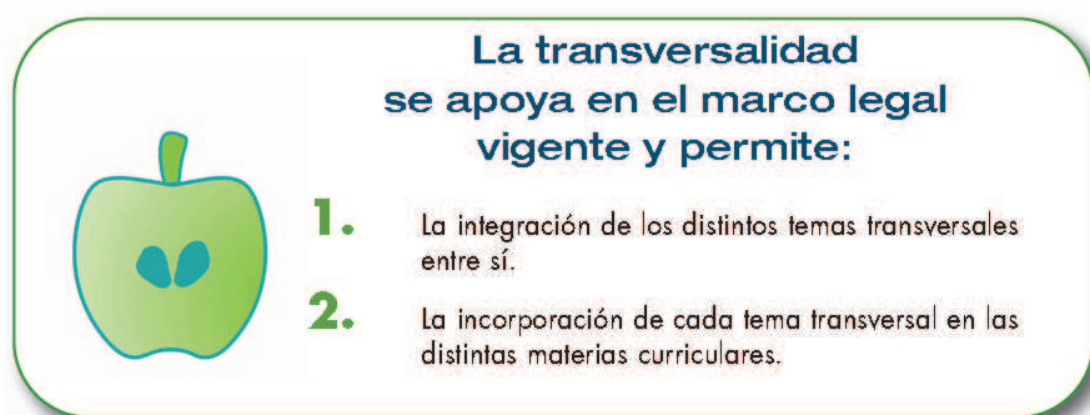 La transversalidad
se apoya en el marco legal
vigente y permite:
1. La integración de los distintos temas transversales
entre sí.
2. La incorporación de cada tema transversal en las
distintas materias curriculares.